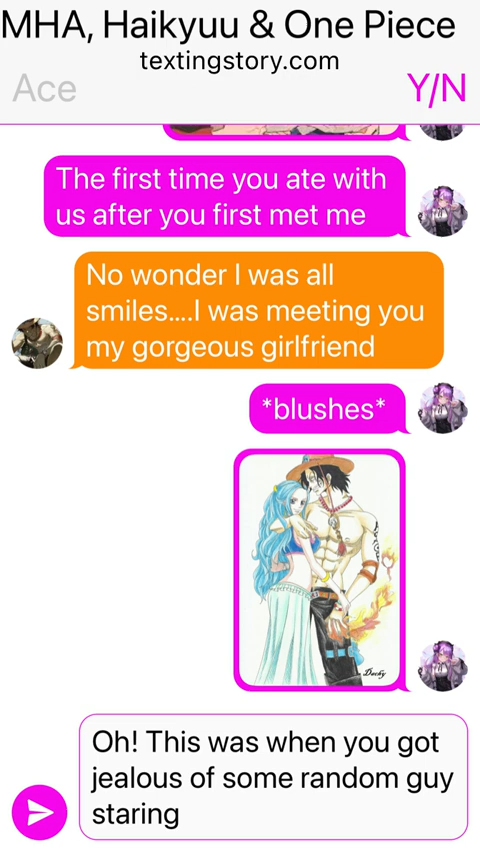 MHA, Haikyuu & One Piece
textingstory.com
Ace
Y/N
The first time you ate with
us after you first met me
No wonder I was all
smiles....I was meeting you
my gorgeous girlfriend
*blushes*
Dachy
Oh! This was when you got
jealous of some random guy
staring